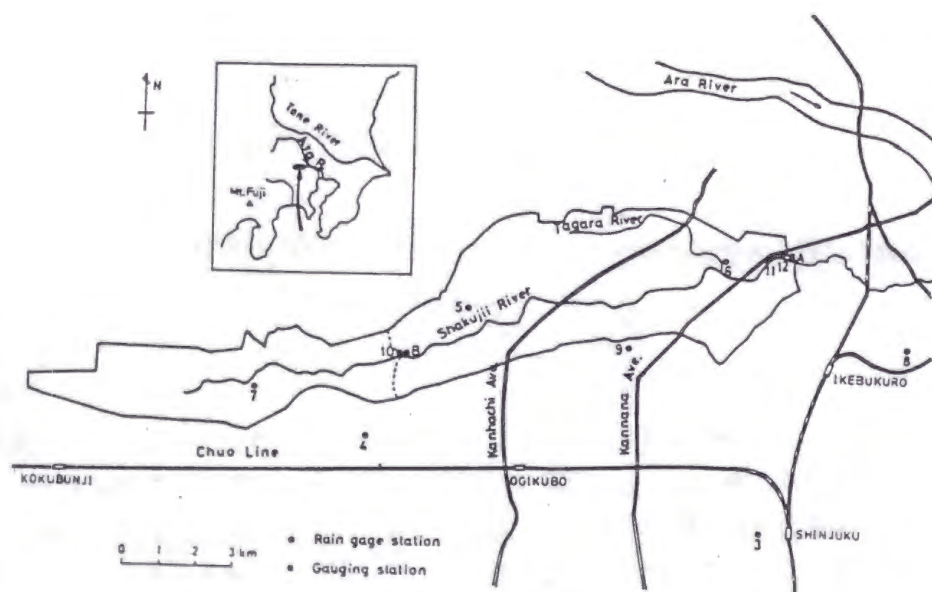 N
Ara River
Tone River
Ara R.
Mt. Fuji
Tagara River
6
11
12
A
5
Shakujii River
10
B
9
8
7
IKEBUKURO
Kanhachi Ave.
Kannana Ave.
4
Chuo Line
KOKUBUNJI
OGIKUBO
3
SHINJUKU
0 1 2 3 km
Rain gage station
Gauging station